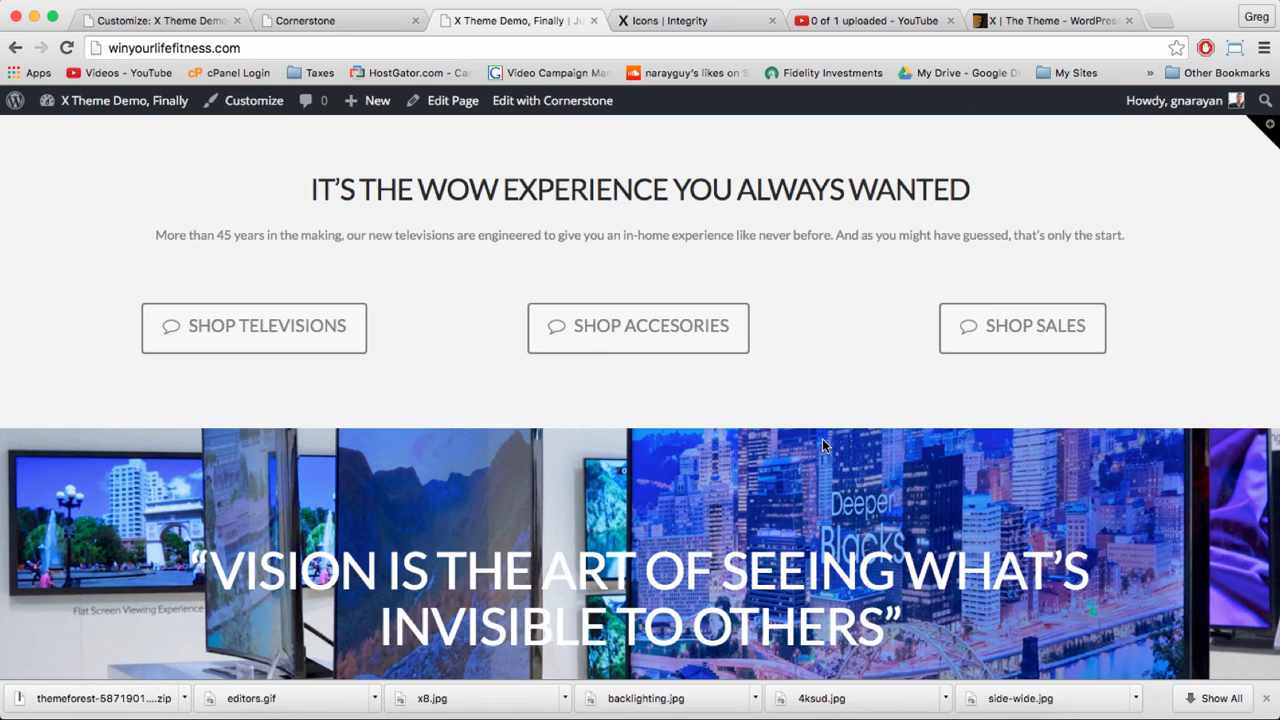 Customize: X Theme Demo,
Cornerstone
X Theme Demo, Finally | Ju
Icons | Integrity
0 of 1 uploaded - YouTube
X | The Theme - WordPres
Greg
winyourlifefitness.com
Apps
Videos - YouTube
cPanel Login
Taxes
HostGator.com - Can
Video Campaign Man
narayguy's likes on S
Fidelity Investments
My Drive - Google D
My Sites
»
Other Bookmarks
X Theme Demo, Finally
Customize
0
New
Edit Page
Edit with Cornerstone
Howdy, gnarayan
IT'S THE WOW EXPERIENCE YOU ALWAYS WANTED
More than 45 years in the making, our new televisions are engineered to give you an in-home experience like never before. And as you might have guessed, that's only the start.
SHOP TELEVISIONS
SHOP ACCESORIES
SHOP SALES
Deeper
Blacks
"VISION IS THE ART OF SEEING WHAT'S
INVISIBLE TO OTHERS"
Flat Screen Viewing Experience
themeforest-5871901....zip
editors.gif
x8.jpg
backlighting.jpg
4ksud.jpg
side-wide.jpg
Show All